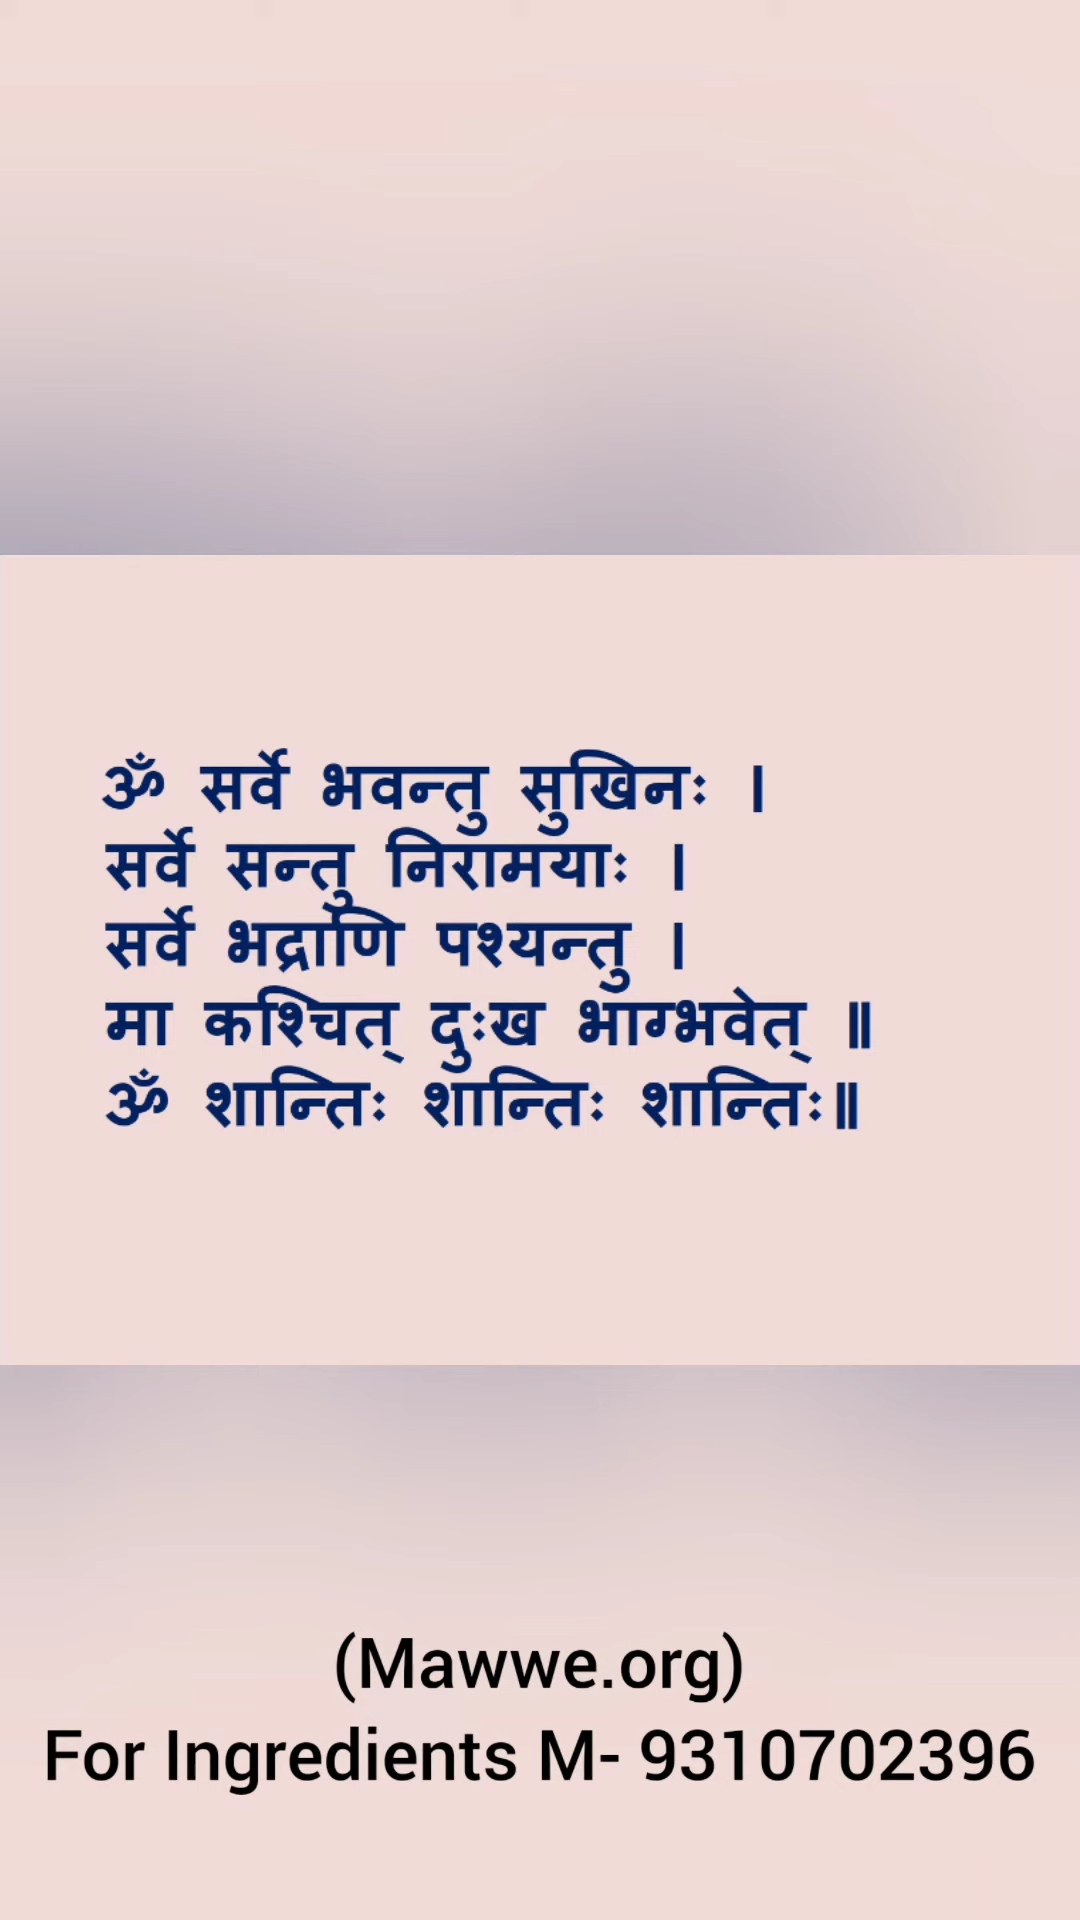 ॐ सर्वे भवन्तु सुखिनः ।
सर्वे सन्तु निरामयाः ।
सर्वे भद्राणि पश्यन्तु ।
मा कश्चित् दुःख भाग्भवेत् ॥
ॐ शान्तिः शान्तिः शान्तिः॥
(Mawwe.org)
For Ingredients M- 9310702396